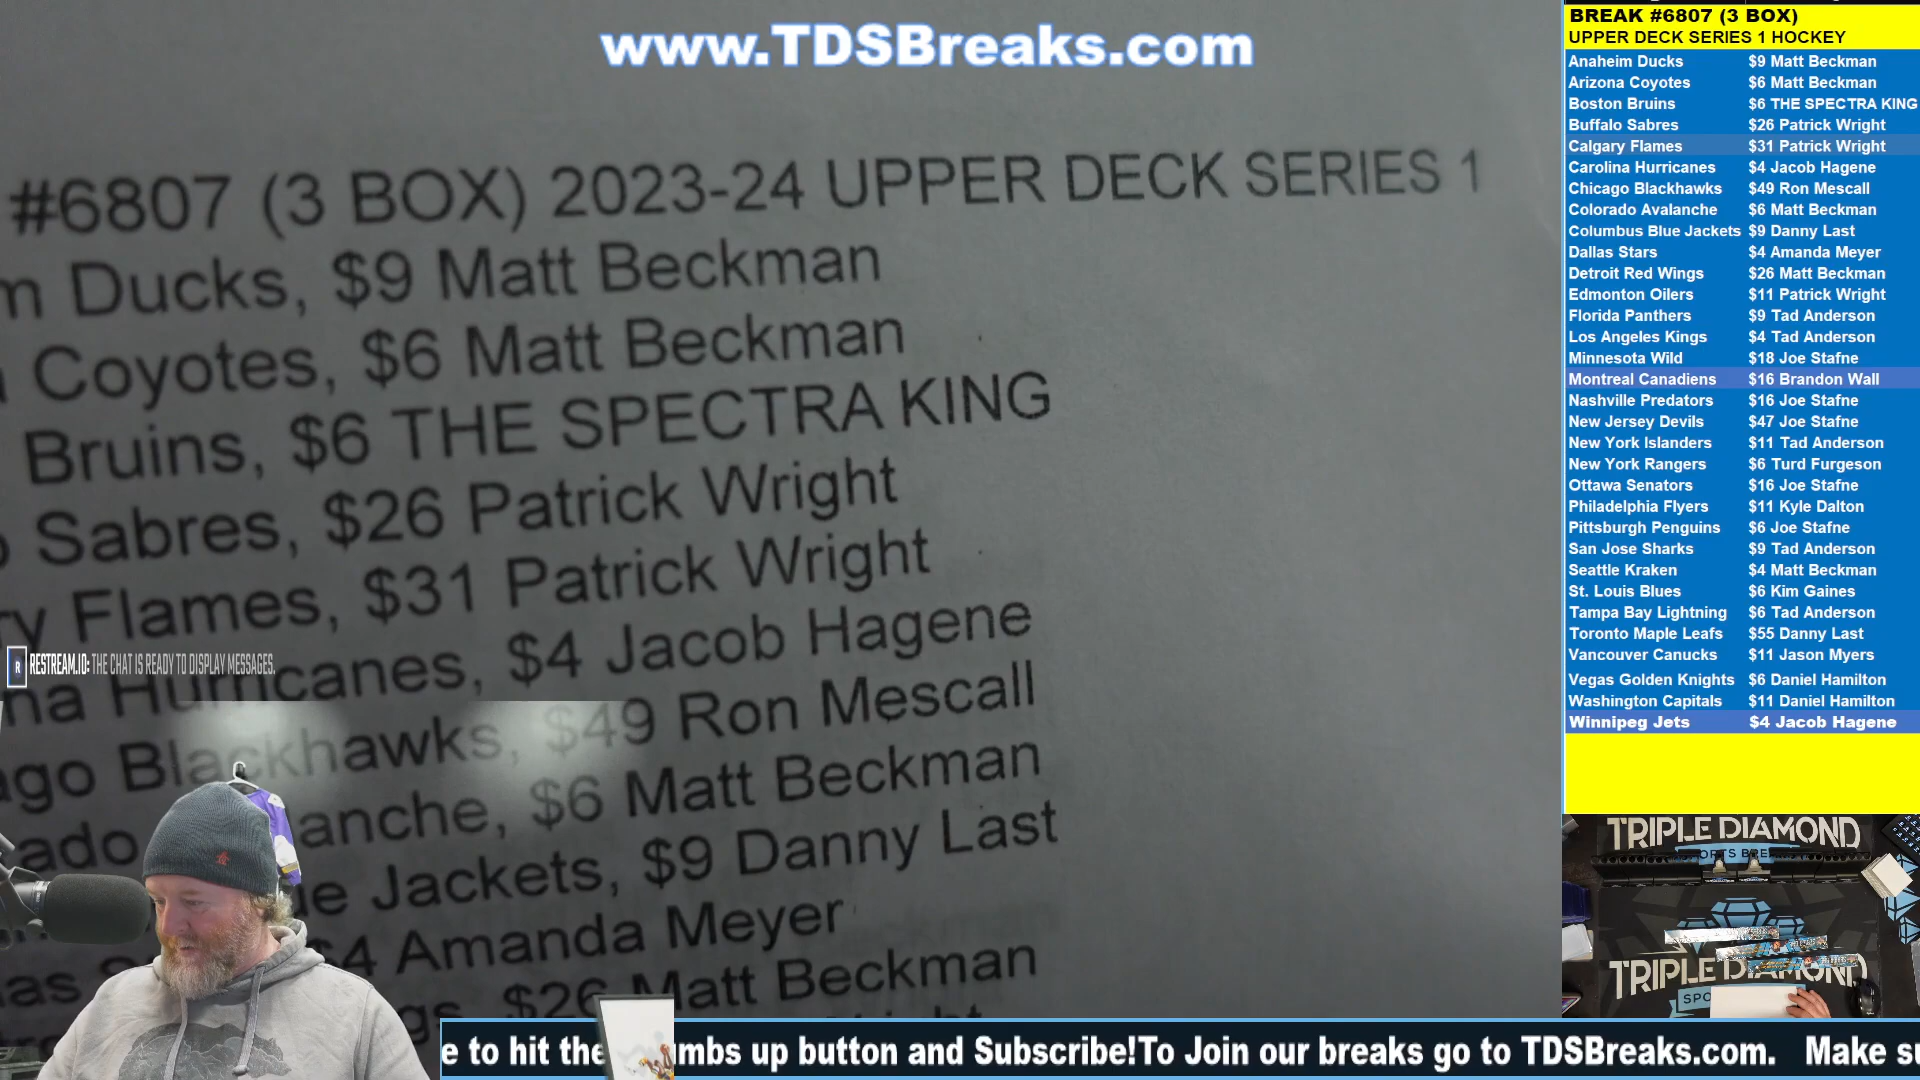 www.TDSBreaks.com
#6807 (3 BOX) 2023-24 UPPER DECK SERIES 1
m Ducks, $9 Matt Beckman
Coyotes, $6 Matt Beckman
Bruins, $6 THE SPECTRA KING
Sabres, $26 Patrick Wright
ry Flames, $31 Patrick Wright
na Hurricanes, $4 Jacob Hagene
ago Blackhawks, $49 Ron Mescall
ado anche, $6 Matt Beckman
ue Jackets, $9 Danny Last
las $4 Amanda Meyer
gs, $26 Matt Beckman
RESTREAM.IO: THE CHAT IS READY TO DISPLAY MESSAGES.
BREAK #6807 (3 BOX)
UPPER DECK SERIES 1 HOCKEY
Anaheim Ducks $9 Matt Beckman
Arizona Coyotes $6 Matt Beckman
Boston Bruins $6 THE SPECTRA KING
Buffalo Sabres $26 Patrick Wright
Calgary Flames $31 Patrick Wright
Carolina Hurricanes $4 Jacob Hagene
Chicago Blackhawks $49 Ron Mescall
Colorado Avalanche $6 Matt Beckman
Columbus Blue Jackets $9 Danny Last
Dallas Stars $4 Amanda Meyer
Detroit Red Wings $26 Matt Beckman
Edmonton Oilers $11 Patrick Wright
Florida Panthers $9 Tad Anderson
Los Angeles Kings $4 Tad Anderson
Minnesota Wild $18 Joe Stafne
Montreal Canadiens $16 Brandon Wall
Nashville Predators $16 Joe Stafne
New Jersey Devils $47 Joe Stafne
New York Islanders $11 Tad Anderson
New York Rangers $6 Turd Furgeson
Ottawa Senators $16 Joe Stafne
Philadelphia Flyers $11 Kyle Dalton
Pittsburgh Penguins $6 Joe Stafne
San Jose Sharks $9 Tad Anderson
Seattle Kraken $4 Matt Beckman
St. Louis Blues $6 Kim Gaines
Tampa Bay Lightning $6 Tad Anderson
Toronto Maple Leafs $55 Danny Last
Vancouver Canucks $11 Jason Myers
Vegas Golden Knights $6 Daniel Hamilton
Washington Capitals $11 Daniel Hamilton
Winnipeg Jets $4 Jacob Hagene
TRIPLE DIAMOND
TRIPLE DIAMOND
e to hit the umbs up button and Subscribe!To Join our breaks go to TDSBreaks.com. Make su